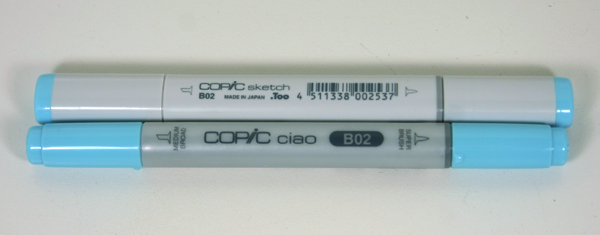 COPIC sketch
B02 MADE IN JAPAN .Too
4 511338 002537
MEDIUM
BROAD
COPIC ciao B02
SUPER
BRUSH